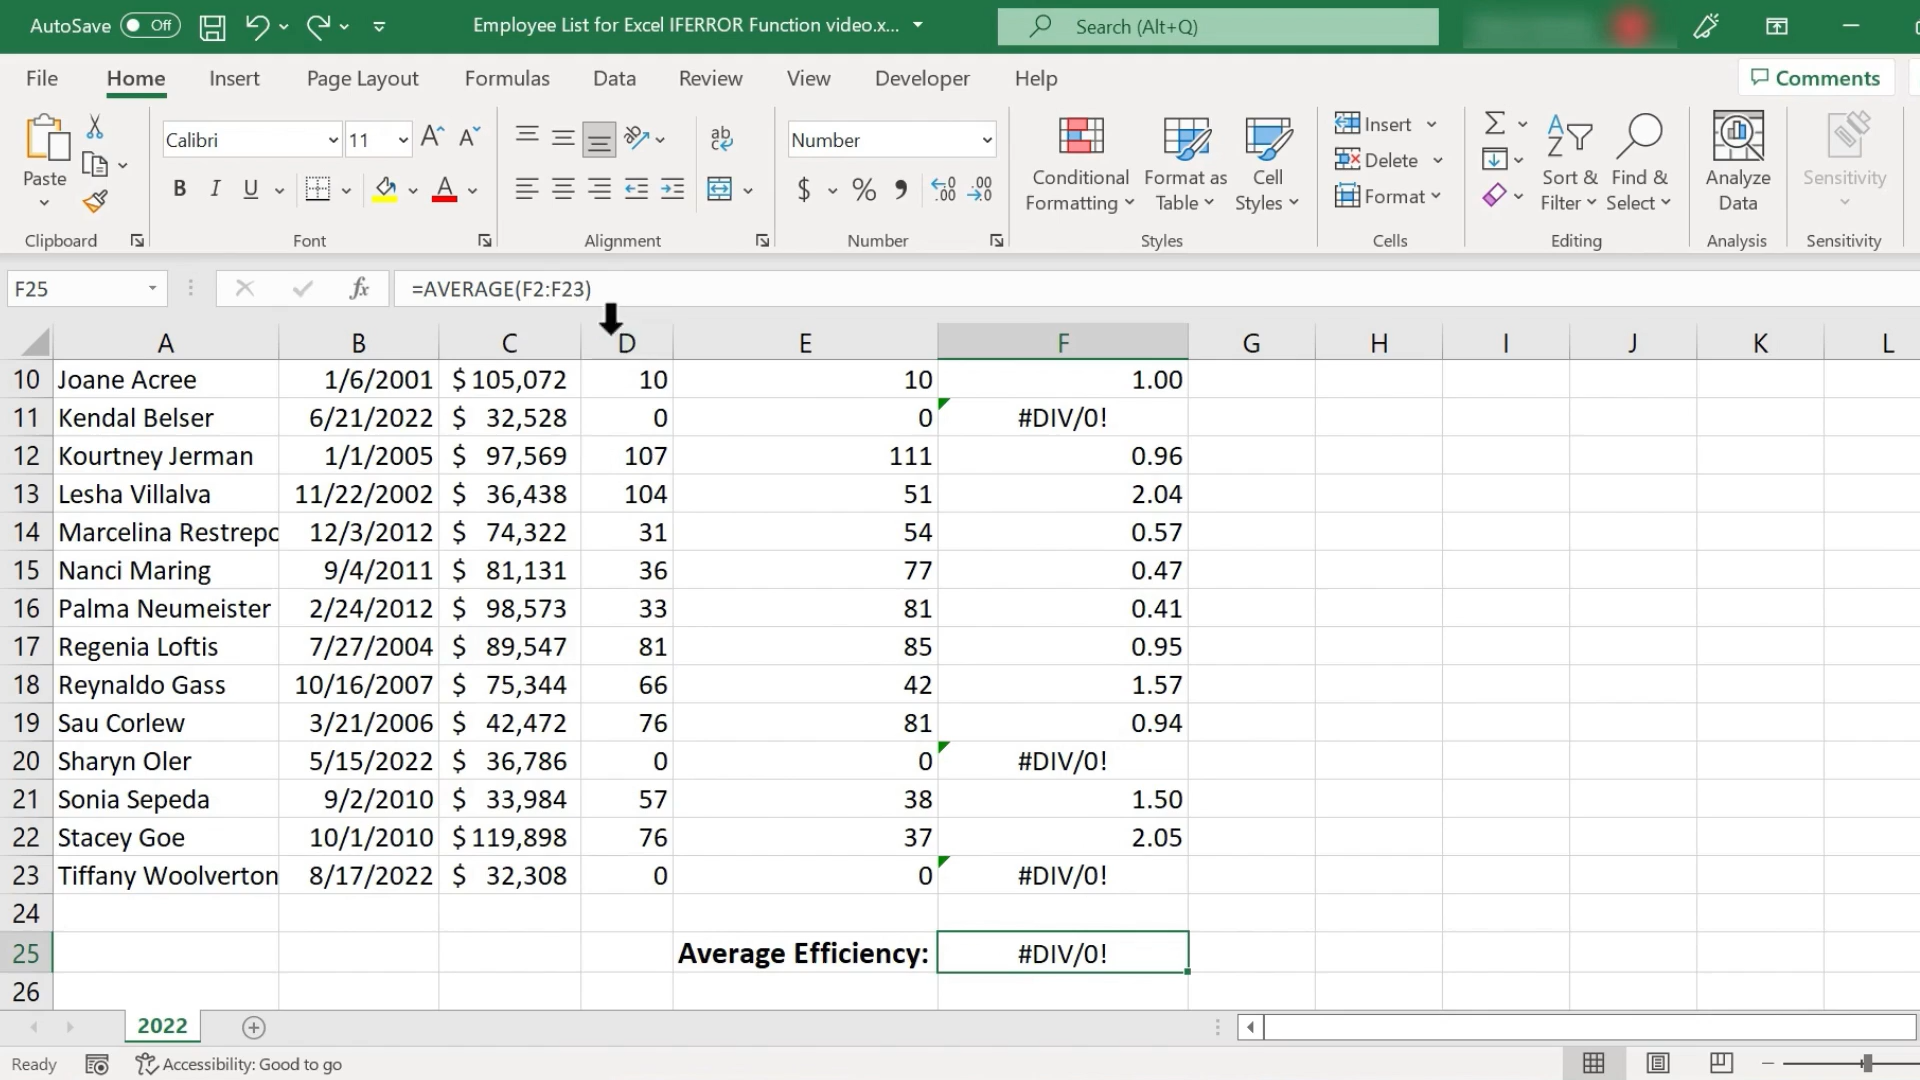 AutoSave Off Employee List for Excel IFERROR Function video.x... Search (Alt+Q)
File Home Insert Page Layout Formulas Data Review View Developer Help Comments
Paste Calibri 11 A A ab c Number Conditional Formatting Format as Table Cell Styles Insert Delete Format Sort & Filter Find & Select Analyze Data Sensitivity
B I U A $ % , .00 .00
Clipboard Font Alignment Number Styles Cells Editing Analysis Sensitivity
F25 fx =AVERAGE(F2:F23)
A B C D E F G H I J K L
10 Joane Acree 1/6/2001 $ 105,072 10 10 1.00
11 Kendal Belser 6/21/2022 $ 32,528 0 0 #DIV/0!
12 Kourtney Jerman 1/1/2005 $ 97,569 107 111 0.96
13 Lesha Villalva 11/22/2002 $ 36,438 104 51 2.04
14 Marcelina Restrepo 12/3/2012 $ 74,322 31 54 0.57
15 Nanci Maring 9/4/2011 $ 81,131 36 77 0.47
16 Palma Neumeister 2/24/2012 $ 98,573 33 81 0.41
17 Regenia Loftis 7/27/2004 $ 89,547 81 85 0.95
18 Reynaldo Gass 10/16/2007 $ 75,344 66 42 1.57
19 Sau Corlew 3/21/2006 $ 42,472 76 81 0.94
20 Sharyn Oler 5/15/2022 $ 36,786 0 0 #DIV/0!
21 Sonia Sepeda 9/2/2010 $ 33,984 57 38 1.50
22 Stacey Goe 10/1/2010 $ 119,898 76 37 2.05
23 Tiffany Woolverton 8/17/2022 $ 32,308 0 0 #DIV/0!
24
25 Average Efficiency: #DIV/0!
26
2022
Ready Accessibility: Good to go